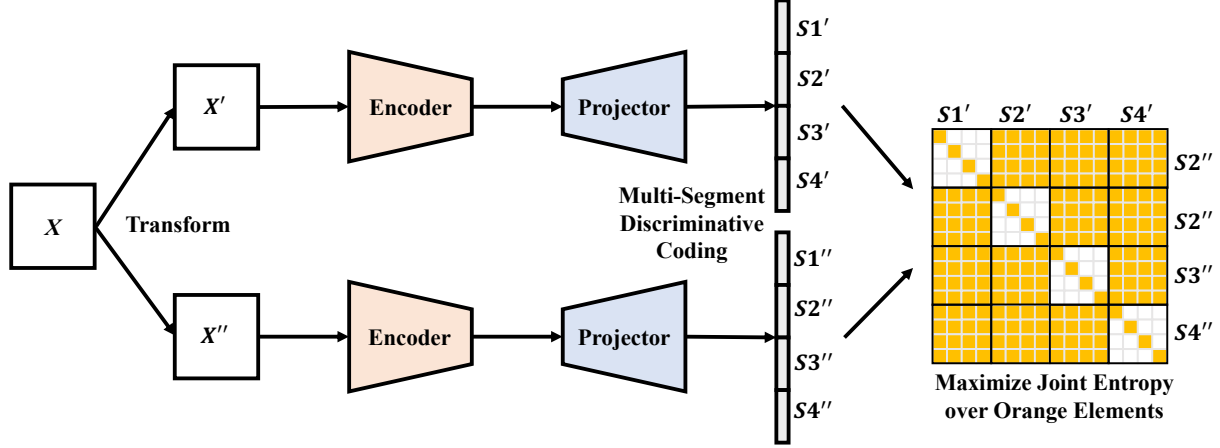 X
Transform
X′
Encoder
Projector
S1′
S2′
S3′
S4′
Multi-Segment
Discriminative
Coding
X′′
Encoder
Projector
S1′′
S2′′
S3′′
S4′′
S1′ S2′ S3′ S4′
S2′′
S2′′
S3′′
S4′′
Maximize Joint Entropy
over Orange Elements